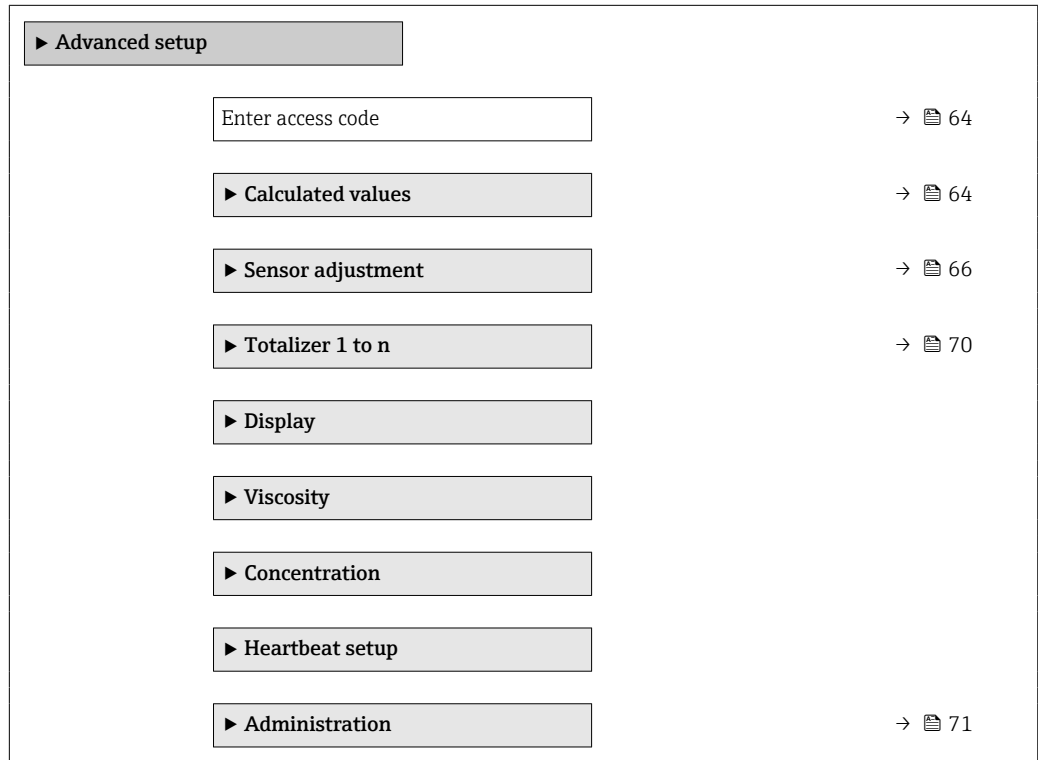 ▶ Advanced setup
Enter access code → 64
▶ Calculated values → 64
▶ Sensor adjustment → 66
▶ Totalizer 1 to n → 70
▶ Display
▶ Viscosity
▶ Concentration
▶ Heartbeat setup
▶ Administration → 71